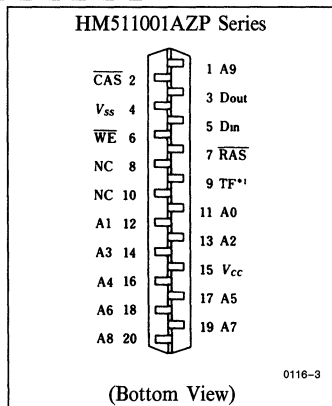 HM511001AZP Series
1 A9
CAS 2
3 Dout
Vss 4
5 Din
WE 6
7 RAS
NC 8
9 TF*1
NC 10
11 A0
A1 12
13 A2
A3 14
15 Vcc
A4 16
17 A5
A6 18
19 A7
A8 20
0116-3
(Bottom View)